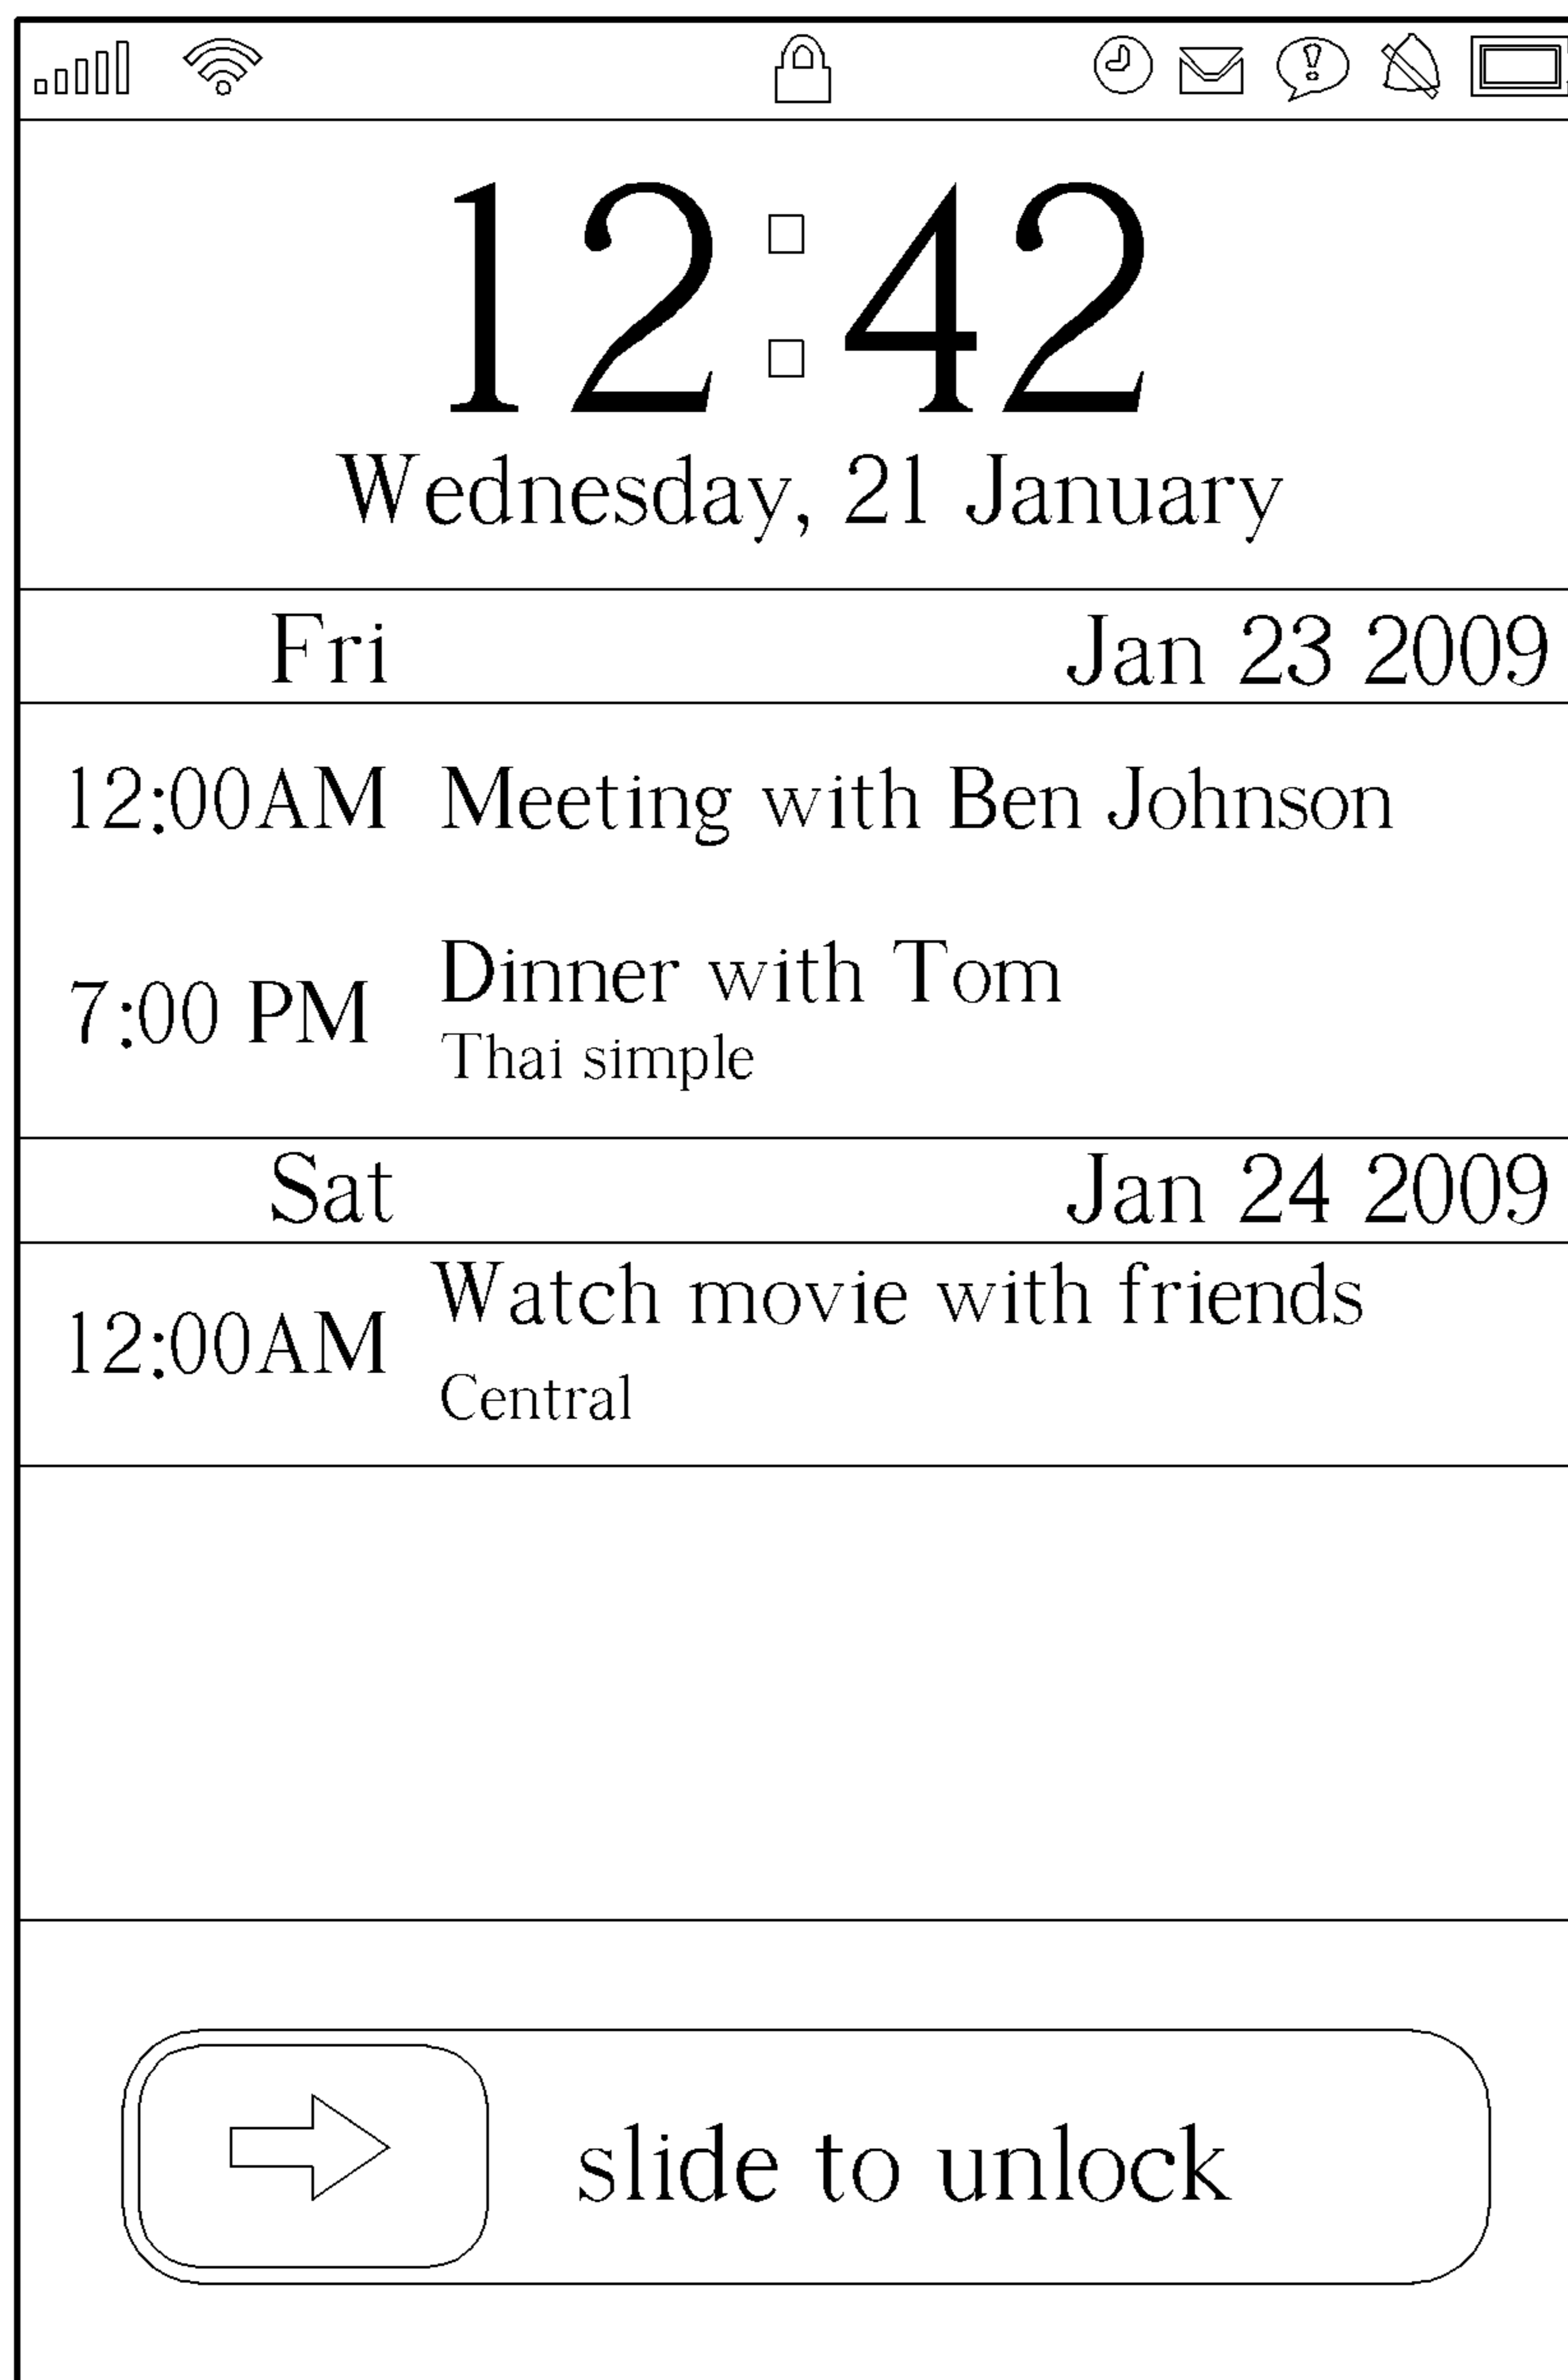 12:42
Wednesday, 21 January
Fri Jan 23 2009
12:00AM Meeting with Ben Johnson
7:00 PM Dinner with Tom
Thai simple
Sat Jan 24 2009
12:00AM Watch movie with friends
Central
slide to unlock